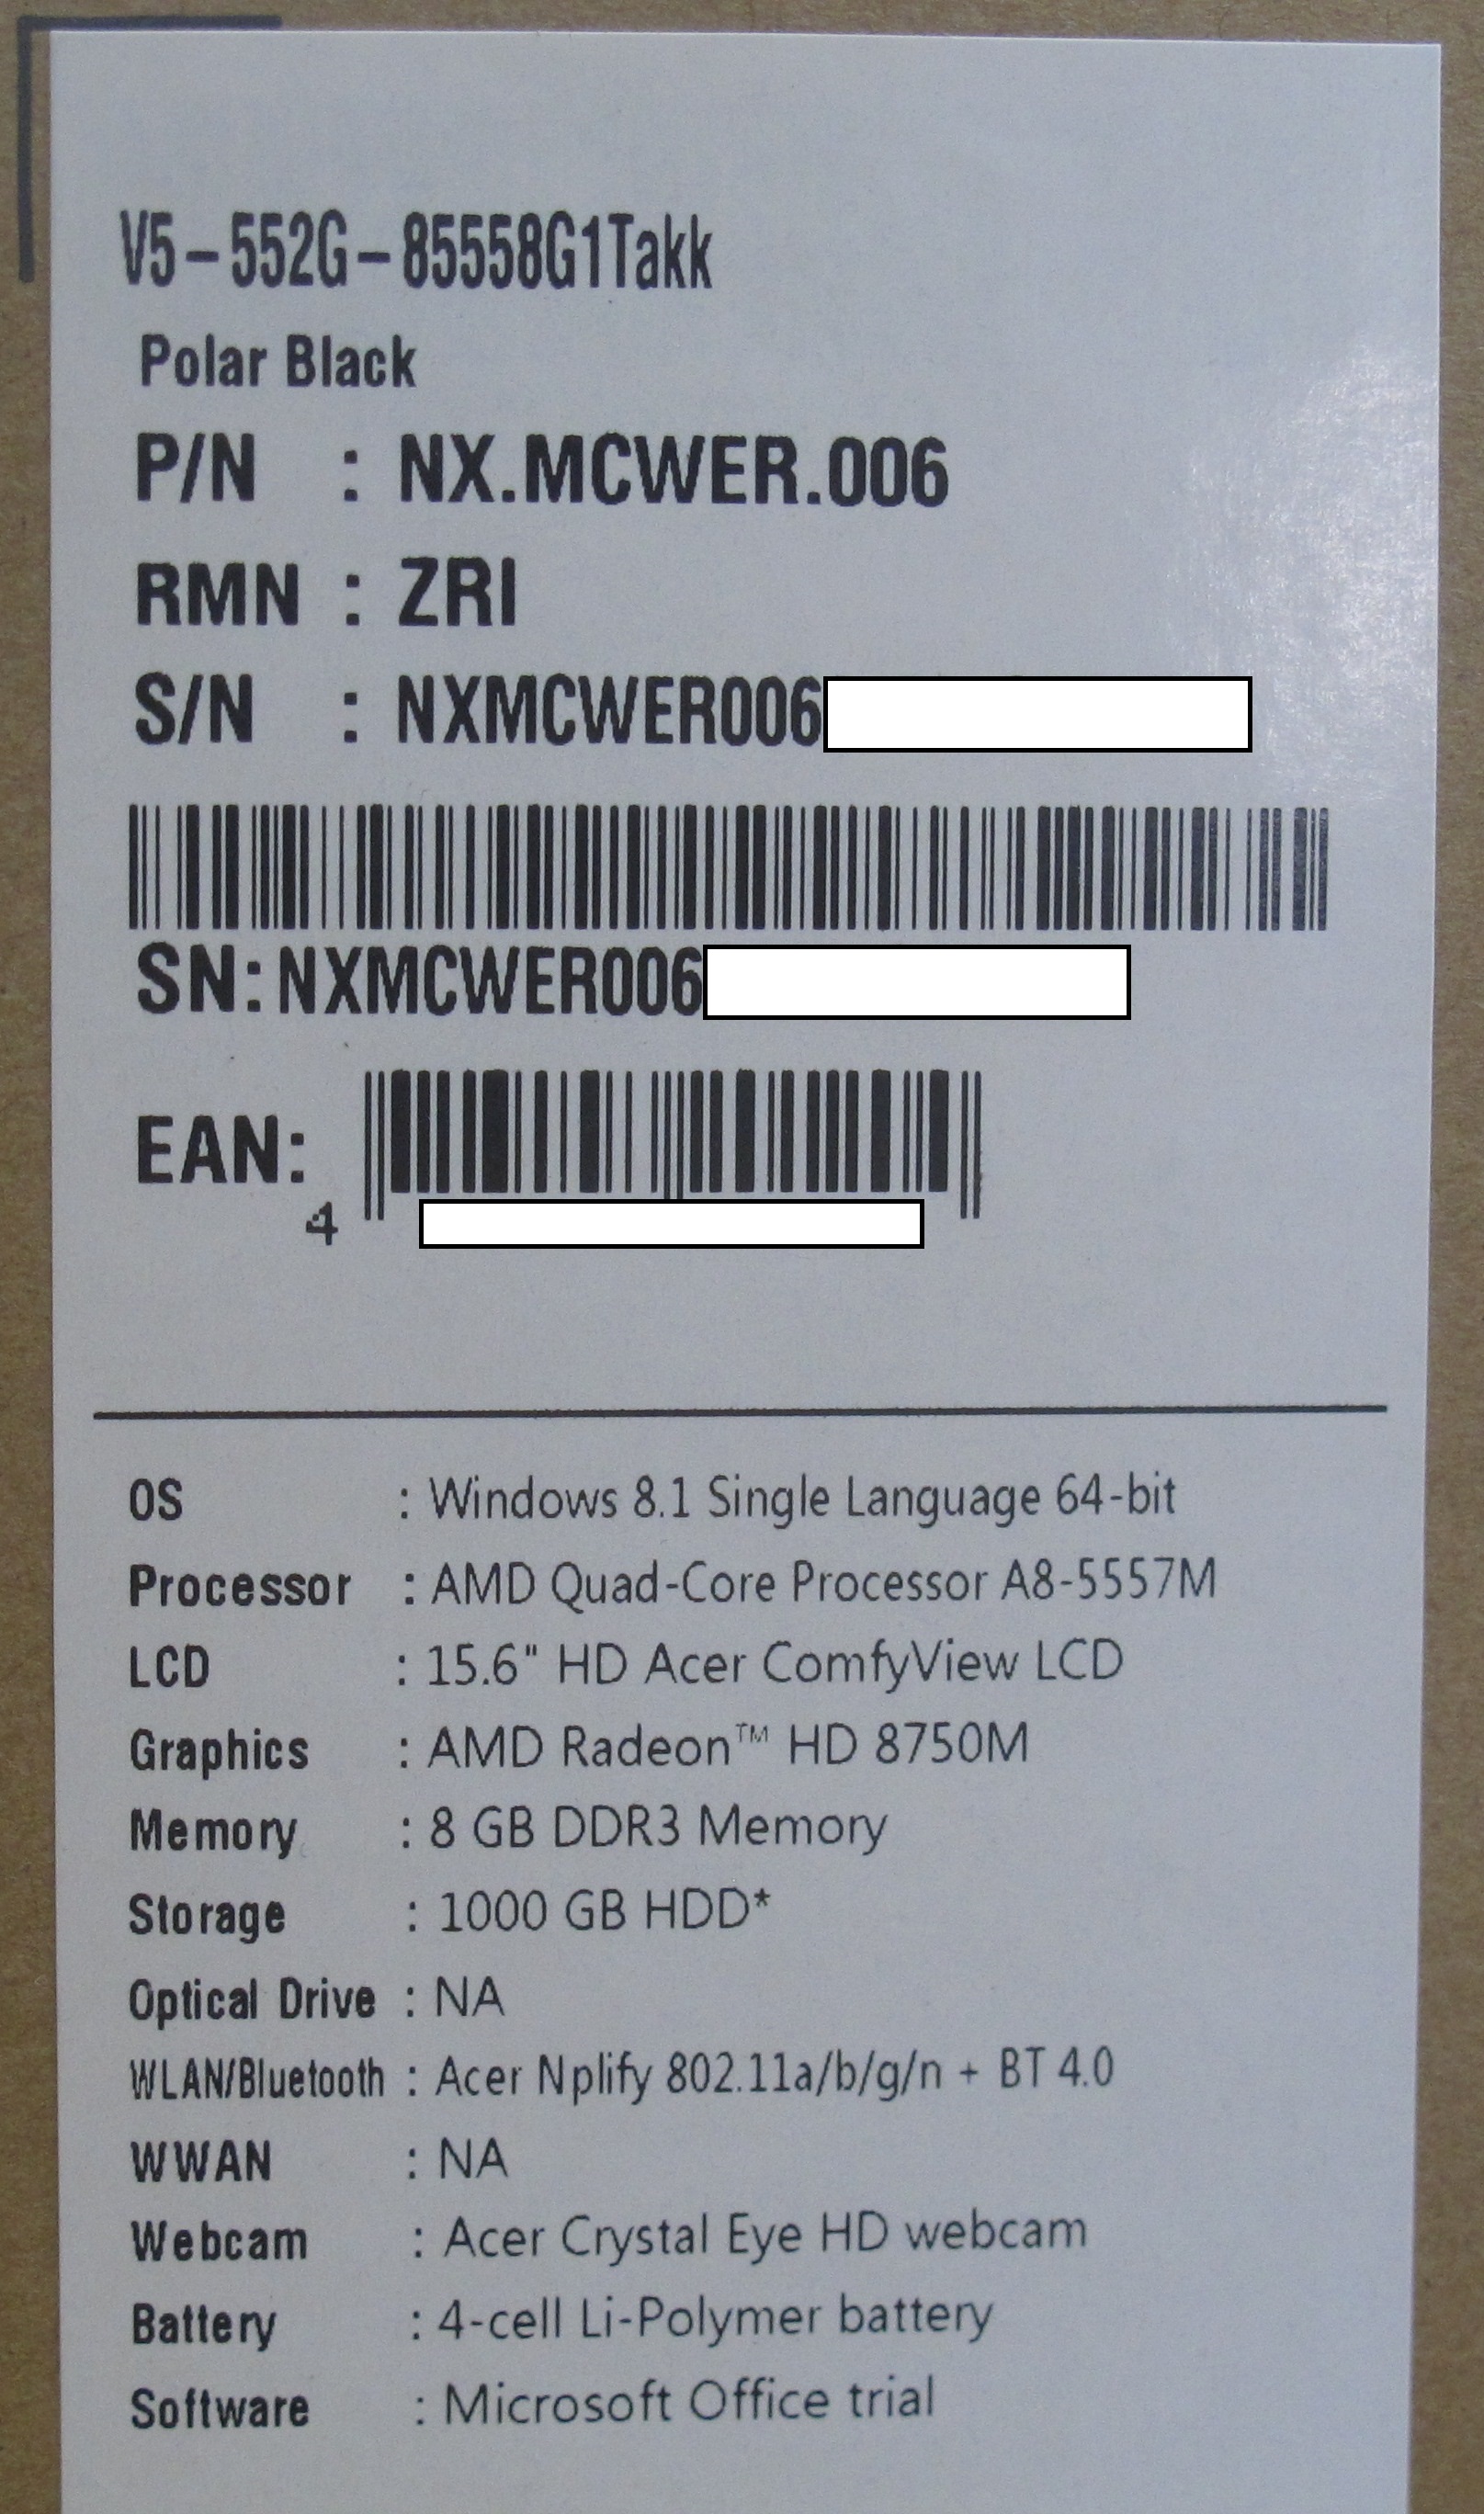 V5-552G-85558G1Takk
Polar Black
P/N : NX.MCWER.006
RMN : ZRI
S/N : NXMCWER006
SN:NXMCWER006
EAN:
4
OS : Windows 8.1 Single Language 64-bit
Processor : AMD Quad-Core Processor A8-5557M
LCD : 15.6" HD Acer ComfyView LCD
Graphics : AMD Radeon™ HD 8750M
Memory : 8 GB DDR3 Memory
Storage : 1000 GB HDD*
Optical Drive : NA
WLAN/Bluetooth : Acer Nplify 802.11a/b/g/n + BT 4.0
WWAN : NA
Webcam : Acer Crystal Eye HD webcam
Battery : 4-cell Li-Polymer battery
Software : Microsoft Office trial